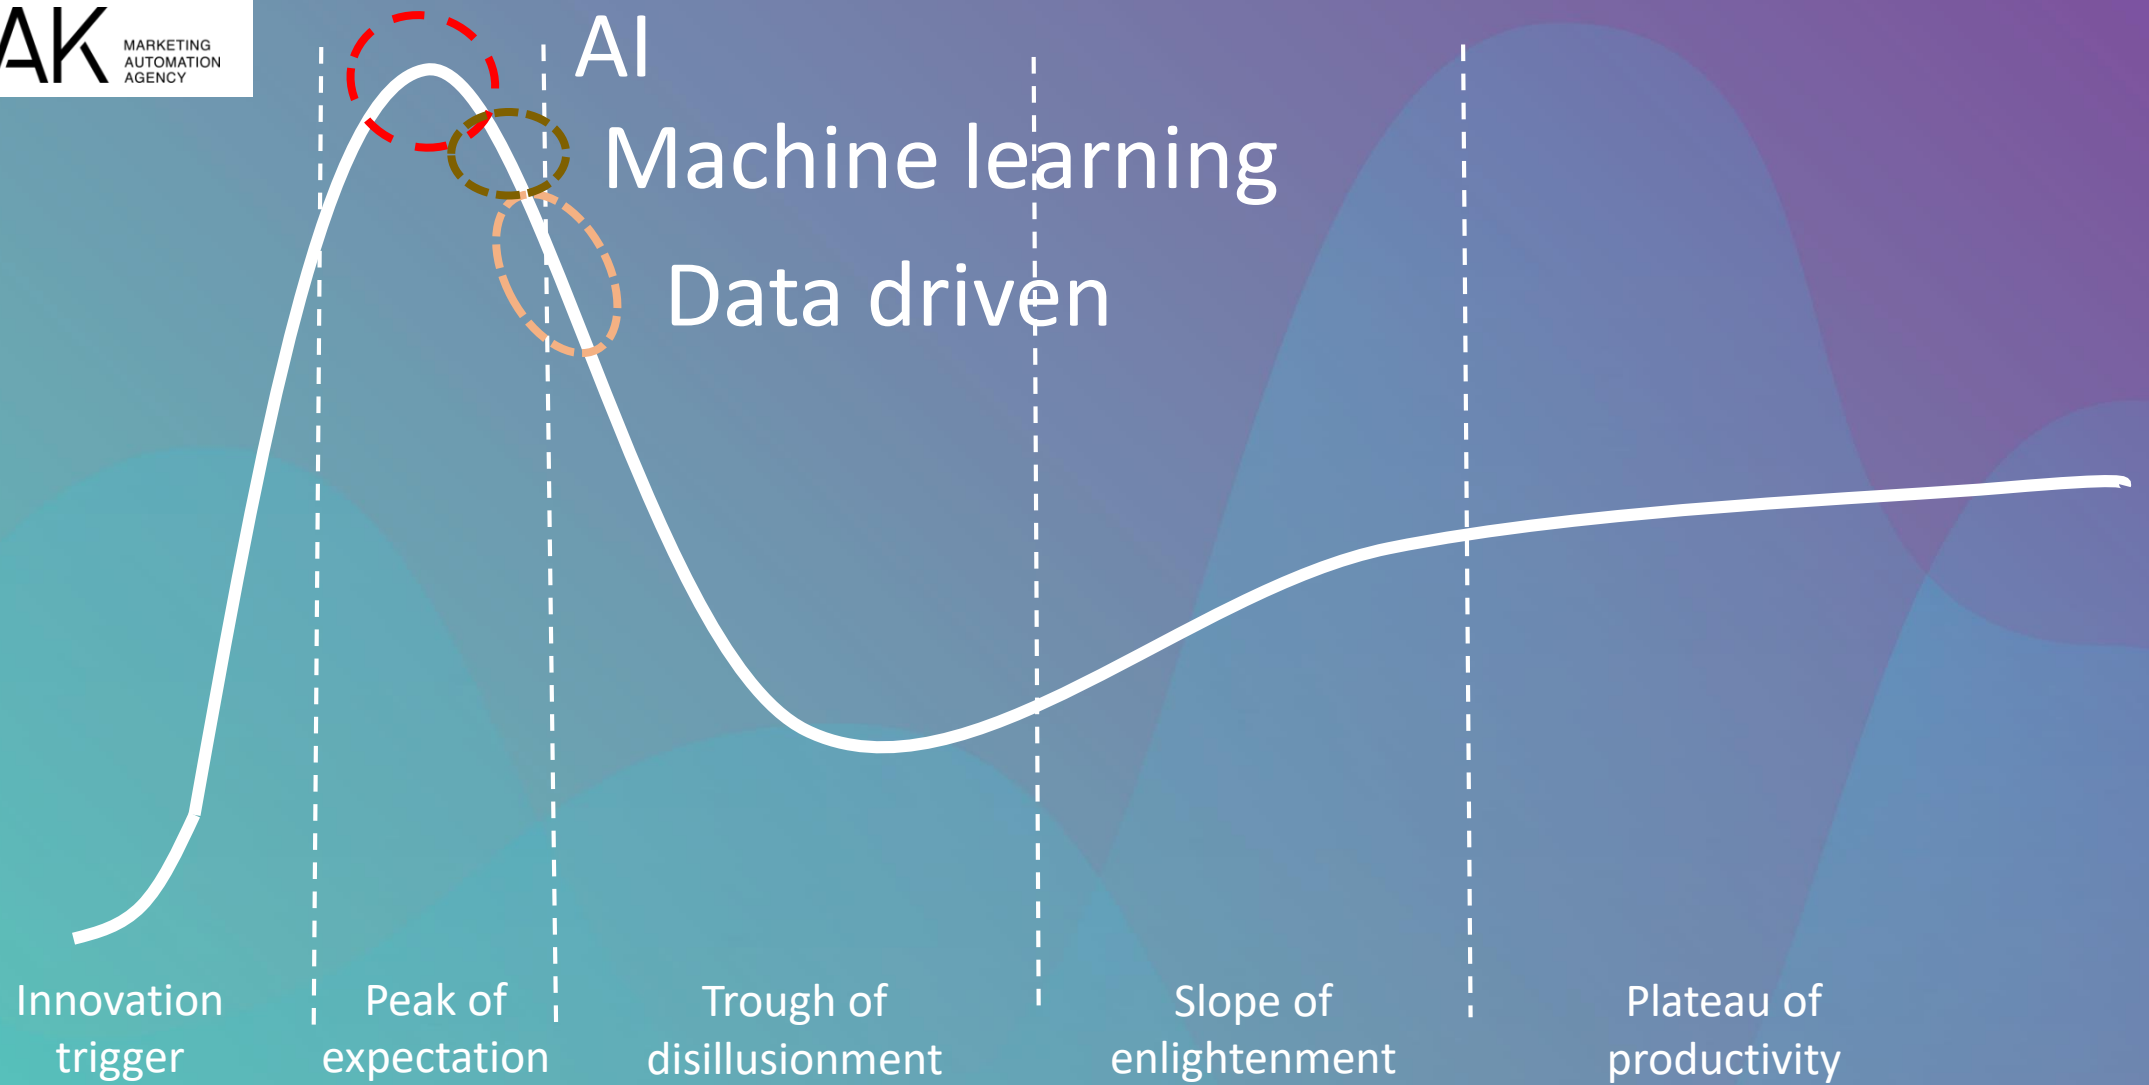 AK
MARKETING
AUTOMATION
AGENCY
AI
Machine learning
Data driven
Innovation
trigger
Peak of
expectation
Trough of
disillusionment
Slope of
enlightenment
Plateau of
productivity